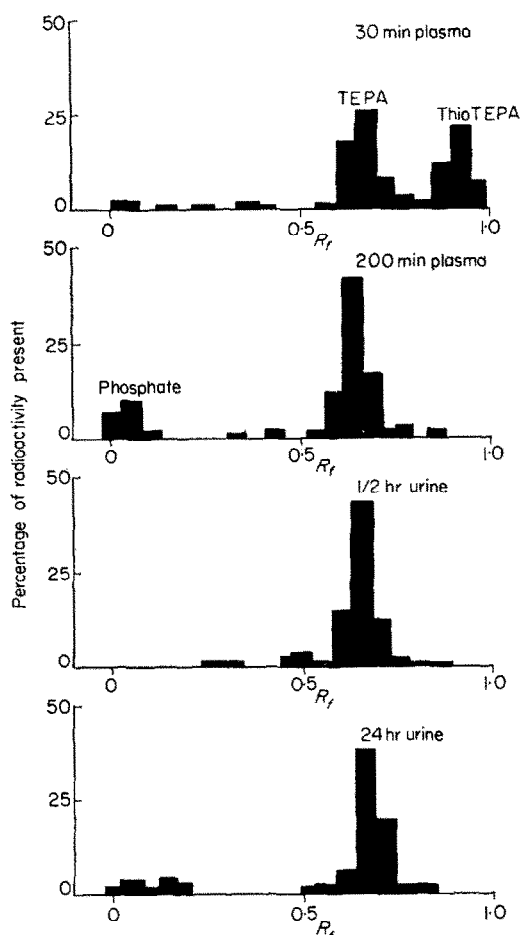 Percentage of radioactivity present
50
30 min plasma
TEPA
ThioTEPA
25
0
0
0·5
1·0
Rf
50
200 min plasma
25
Phosphate
0
0
0·5
1·0
Rf
50
1/2 hr urine
25
0
0
0·5
1·0
Rf
50
24 hr urine
25
0
0
0·5
1·0
Rf